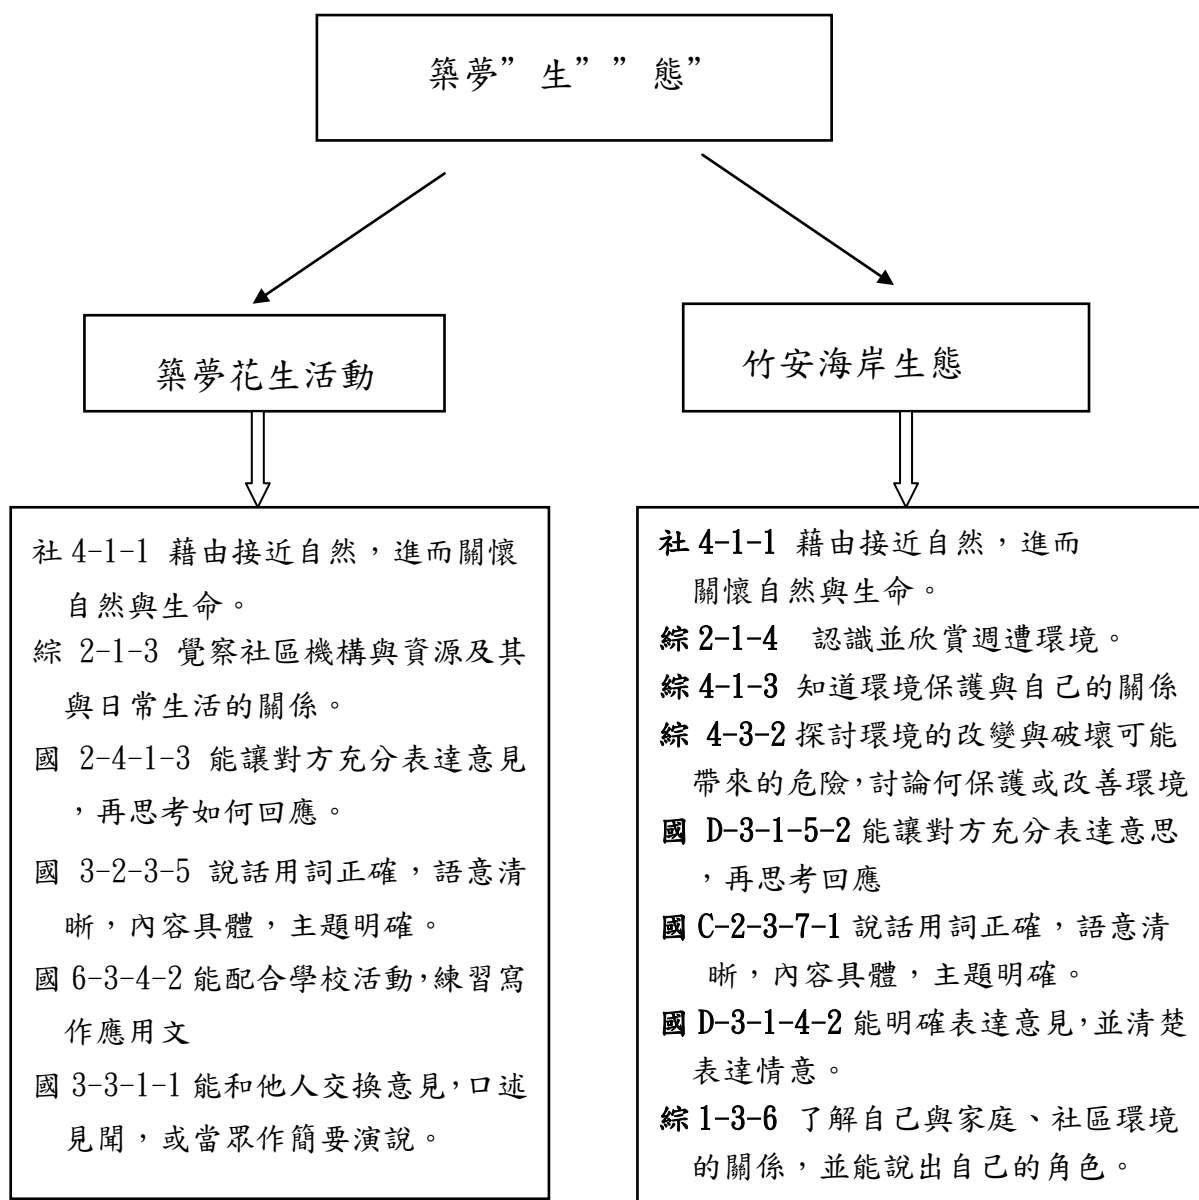 築夢”生””態”
築夢花生活動
竹安海岸生態
社 4-1-1 藉由接近自然，進而關懷
自然與生命。
綜 2-1-3 覺察社區機構與資源及其
與日常生活的關係。
國 2-4-1-3 能讓對方充分表達意見
，再思考如何回應。
國 3-2-3-5 說話用詞正確，語意清
晰，內容具體，主題明確。
國 6-3-4-2 能配合學校活動，練習寫
作應用文
國 3-3-1-1 能和他人交換意見，口述
見聞，或當眾作簡要演說。
社 4-1-1 藉由接近自然，進而
關懷自然與生命。
綜 2-1-4 認識並欣賞週遭環境。
綜 4-1-3 知道環境保護與自己的關係
綜 4-3-2 探討環境的改變與破壞可能
帶來的危險，討論何保護或改善環境
國 D-3-1-5-2 能讓對方充分表達意思
，再思考回應
國 C-2-3-7-1 說話用詞正確，語意清
晰，內容具體，主題明確。
國 D-3-1-4-2 能明確表達意見，並清楚
表達情意。
綜 1-3-6 了解自己與家庭、社區環境
的關係，並能說出自己的角色。